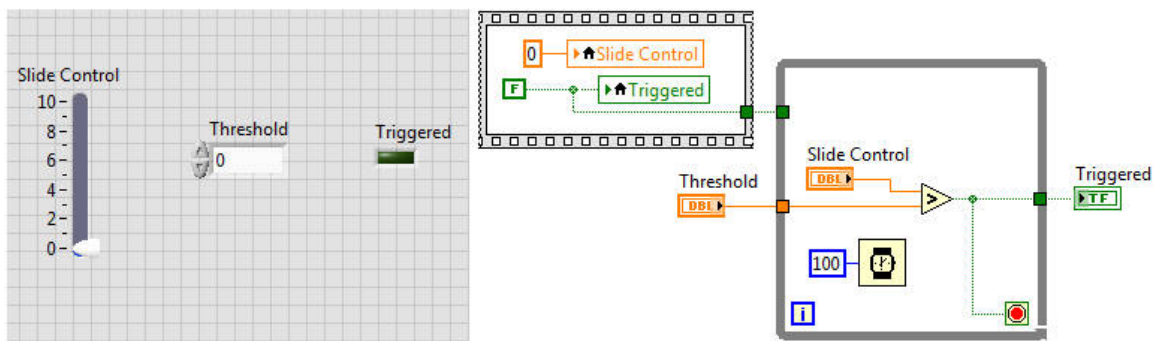 Slide Control
10
8
6
4
2
0
Threshold
0
Triggered
0 Slide Control
F Triggered
Threshold
DBL
Slide Control
DBL
>
100
i
Triggered
TF